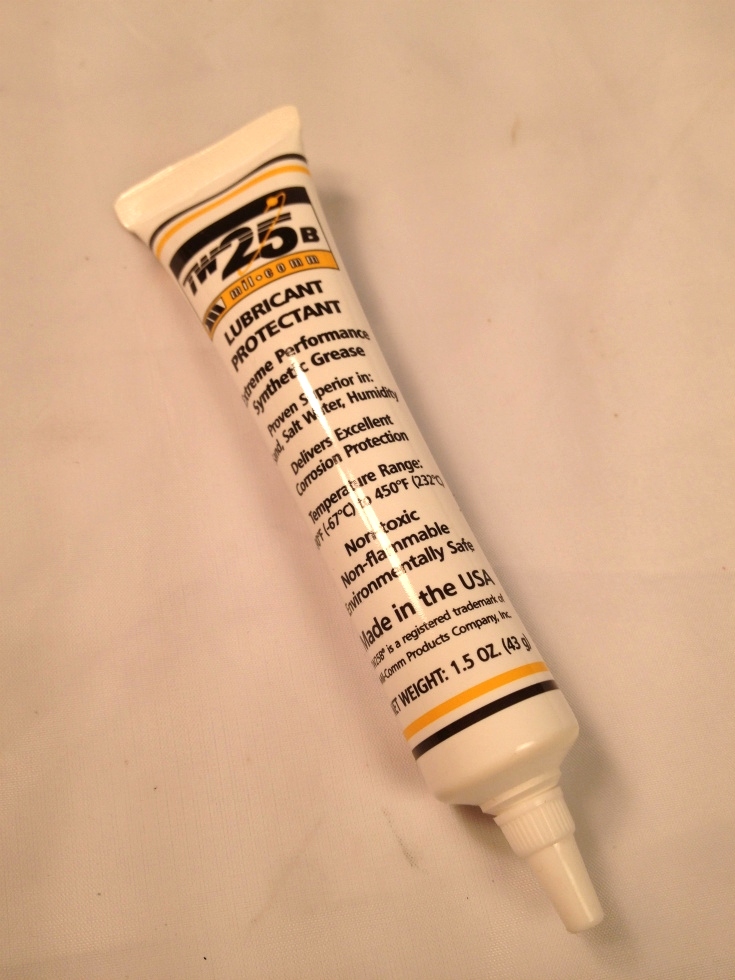 TW25B
mil-comm
LUBRICANT
PROTECTANT
Extreme Performance
Synthetic Grease
Proven Superior in:
Salt Water, Humidity
Delivers Excellent
Corrosion Protection
Temperature Range:
0°F (-67°C) to 450°F (232°C)
Non-toxic
Non-flammable
Environmentally Safe
Made in the USA
is a registered trademark of
Mil-Comm Products Company, Inc.
NET WEIGHT: 1.5 OZ. (43 g)